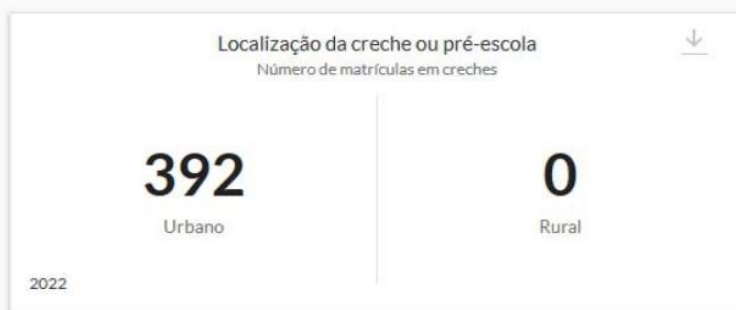 Localização da creche ou pré-escola
Número de matrículas em creches
392
Urbano
0
Rural
2022